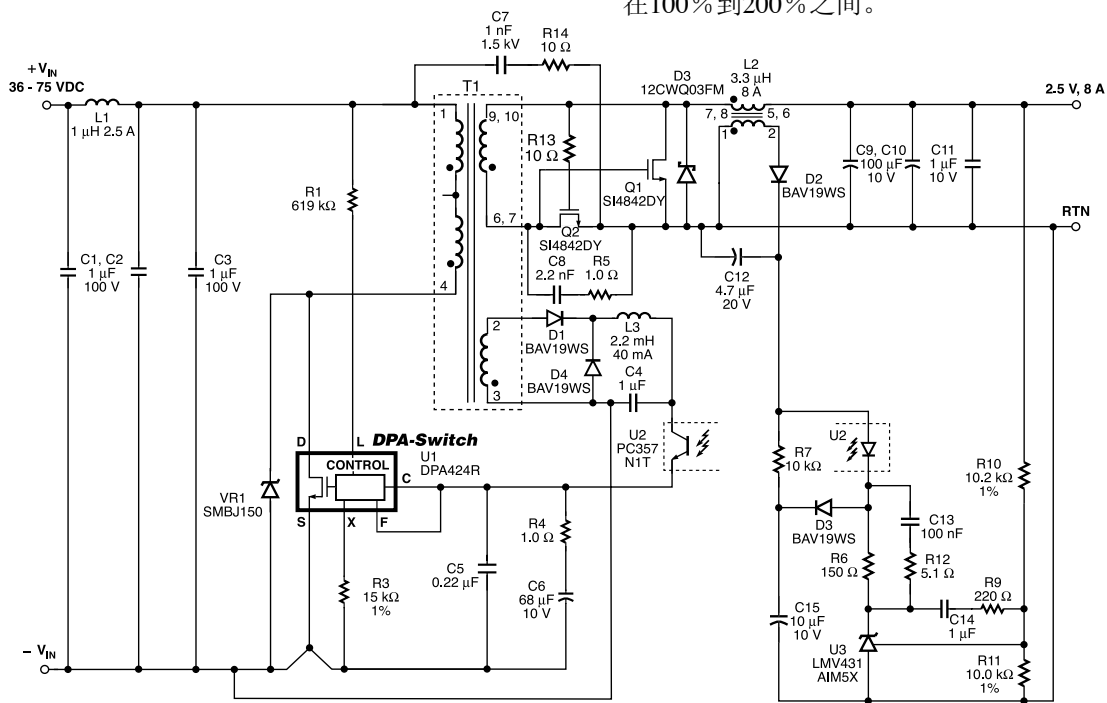 在100%到200%之间。
C7
1 nF
1.5 kV
R14
10 Ω
+ VIN
36 - 75 VDC
L1
1 μH 2.5 A
T1
1
9, 10
D3
12CWQ03FM
L2
3.3 μH
8 A
7, 8
5, 6
1
2
2.5 V, 8 A
R13
10 Ω
Q1
SI4842DY
C9, C10
100 μF
10 V
C11
1 μF
10 V
D2
BAV19WS
R1
619 kΩ
6, 7
RTN
Q2
SI4842DY
C8
2.2 nF
R5
1.0 Ω
C12
4.7 μF
20 V
C1, C2
1 μF
100 V
C3
1 μF
100 V
4
2
D1
BAV19WS
L3
2.2 mH
40 mA
D4
BAV19WS
C4
1 μF
3
DPA-Switch
D
L
CONTROL
U1
DPA424R
C
S
X
F
VR1
SMBJ150
U2
PC357
N1T
R7
10 kΩ
U2
R10
10.2 kΩ
1%
D3
BAV19WS
C13
100 nF
R3
15 kΩ
1%
C5
0.22 μF
R4
1.0 Ω
C6
68 μF
10 V
R6
150 Ω
R12
5.1 Ω
R9
220 Ω
C15
10 μF
10 V
C14
1 μF
U3
LMV431
AIM5X
R11
10.0 kΩ
1%
− VIN